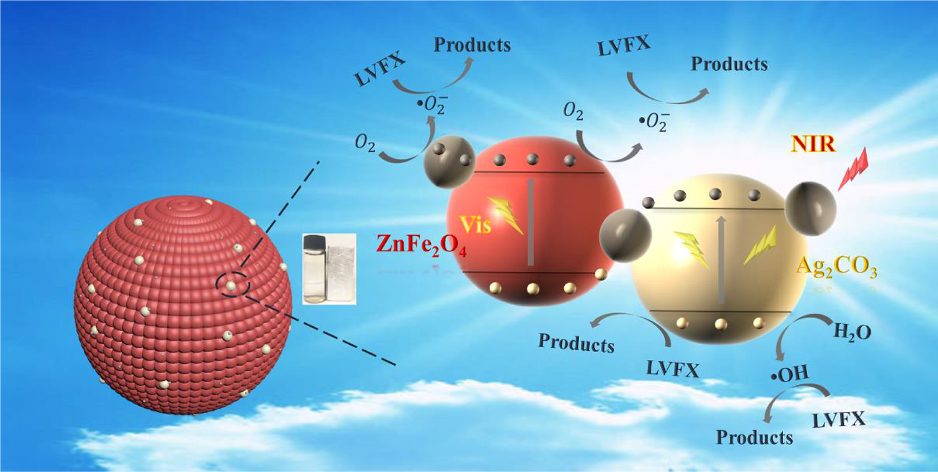 Products
LVFX
•O₂⁻
O₂
LVFX
Products
O₂
•O₂⁻
NIR
Vis
ZnFe₂O₄
Ag₂CO₃
Products
LVFX
H₂O
•OH
LVFX
Products